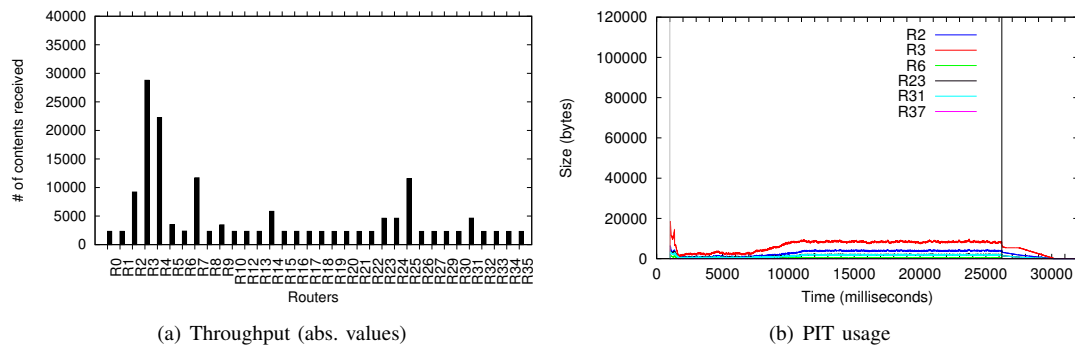 40000
35000
30000
25000
20000
15000
10000
5000
0
# of contents received
R0
R1
R2
R3
R4
R5
R6
R7
R8
R9
R10
R12
R13
R14
R15
R16
R17
R18
R19
R20
R21
R22
R23
R24
R25
R26
R27
R29
R30
R31
R32
R33
R34
R35
Routers
(a) Throughput (abs. values)
120000
100000
80000
60000
40000
20000
0
Size (bytes)
R2
R3
R6
R23
R31
R37
0 5000 10000 15000 20000 25000 30000
Time (milliseconds)
(b) PIT usage